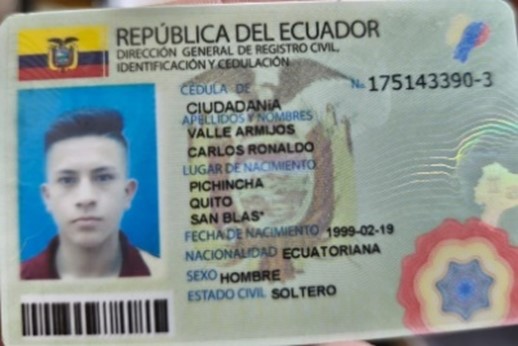 REPÚBLICA DEL ECUADOR
DIRECCIÓN GENERAL DE REGISTRO CIVIL,
IDENTIFICACIÓN Y CEDULACIÓN
CÉDULA DE No. 175143390-3
CIUDADANíA
APELLIDOS Y NOMBRES
VALLE ARMIJOS
CARLOS RONALDO
LUGAR DE NACIMIENTO
PICHINCHA
QUITO
SAN BLAS*
FECHA DE NACIMIENTO 1999-02-19
NACIONALIDAD ECUATORIANA
SEXO HOMBRE
ESTADO CIVIL SOLTERO